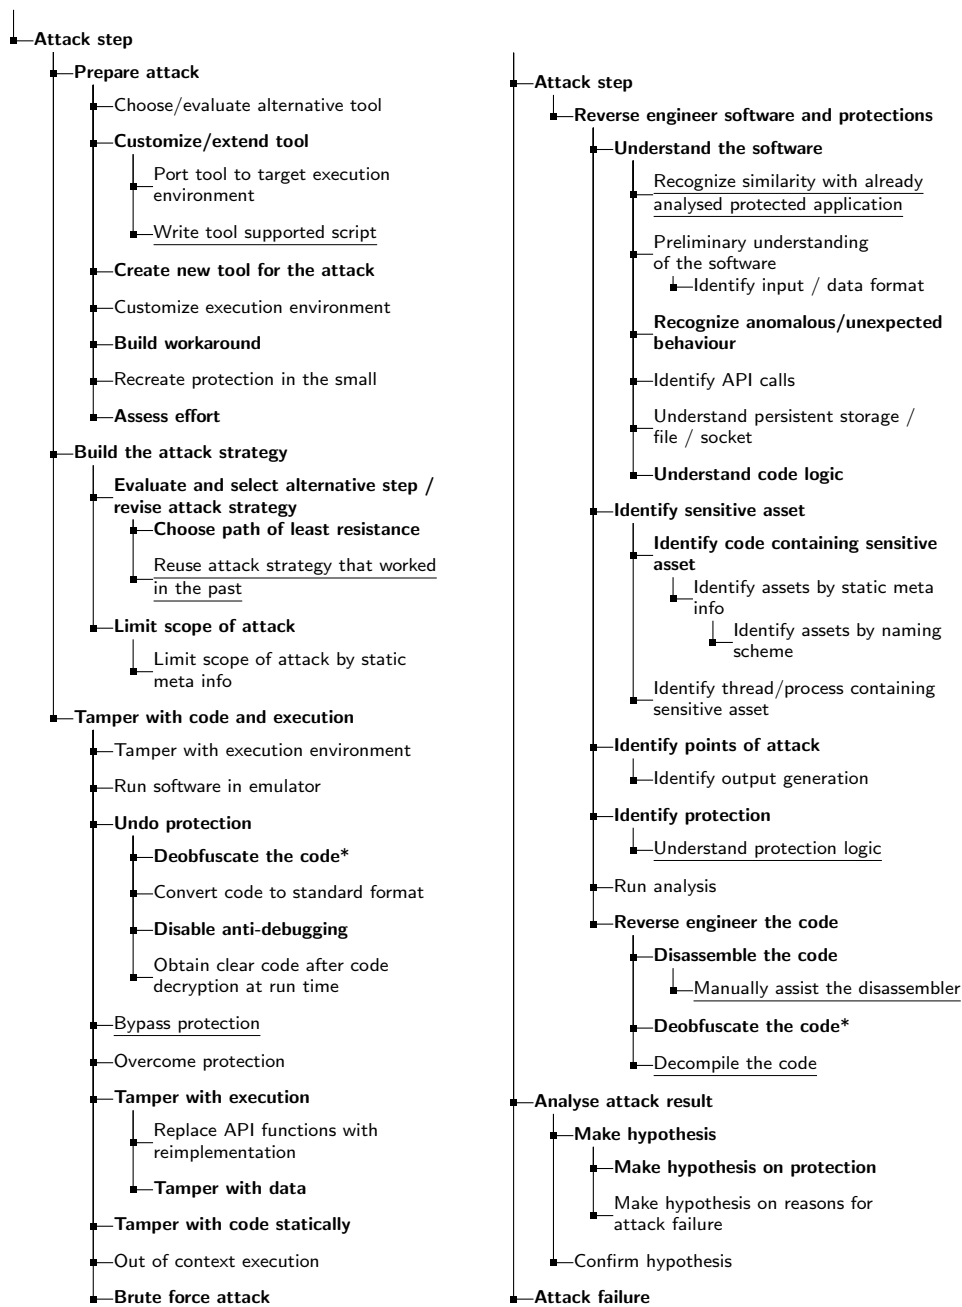 Attack step
Prepare attack
Choose/evaluate alternative tool
Customize/extend tool
Port tool to target execution
environment
Write tool supported script
Create new tool for the attack
Customize execution environment
Build workaround
Recreate protection in the small
Assess effort
Build the attack strategy
Evaluate and select alternative step /
revise attack strategy
Choose path of least resistance
Reuse attack strategy that worked
in the past
Limit scope of attack
Limit scope of attack by static
meta info
Tamper with code and execution
Tamper with execution environment
Run software in emulator
Undo protection
Deobfuscate the code*
Convert code to standard format
Disable anti-debugging
Obtain clear code after code
decryption at run time
Bypass protection
Overcome protection
Tamper with execution
Replace API functions with
reimplementation
Tamper with data
Tamper with code statically
Out of context execution
Brute force attack
Attack step
Reverse engineer software and protections
Understand the software
Recognize similarity with already
analysed protected application
Preliminary understanding
of the software
Identify input / data format
Recognize anomalous/unexpected
behaviour
Identify API calls
Understand persistent storage /
file / socket
Understand code logic
Identify sensitive asset
Identify code containing sensitive
asset
Identify assets by static meta
info
Identify assets by naming
scheme
Identify thread/process containing
sensitive asset
Identify points of attack
Identify output generation
Identify protection
Understand protection logic
Run analysis
Reverse engineer the code
Disassemble the code
Manually assist the disassembler
Deobfuscate the code*
Decompile the code
Analyse attack result
Make hypothesis
Make hypothesis on protection
Make hypothesis on reasons for
attack failure
Confirm hypothesis
Attack failure